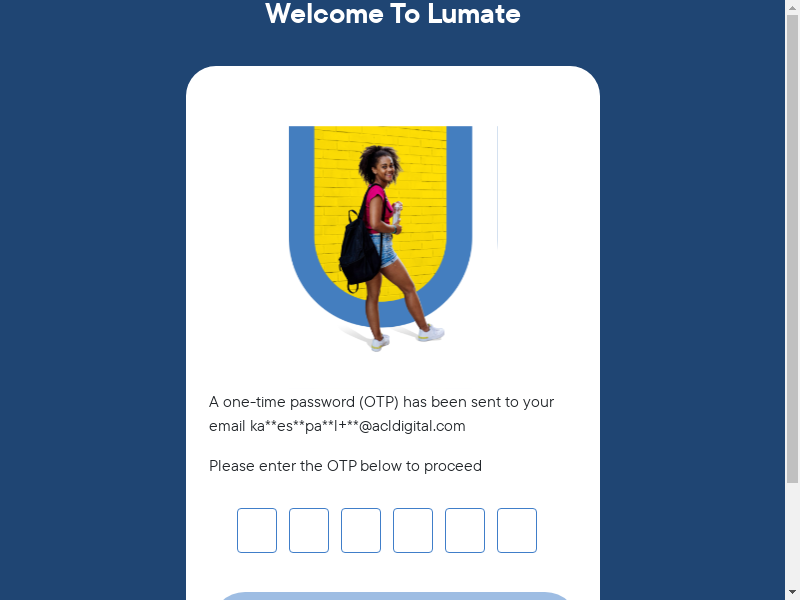 Welcome To Lumate
A one-time password (OTP) has been sent to your
email ka**es**pa**l+**@acldigital.com
Please enter the OTP below to proceed